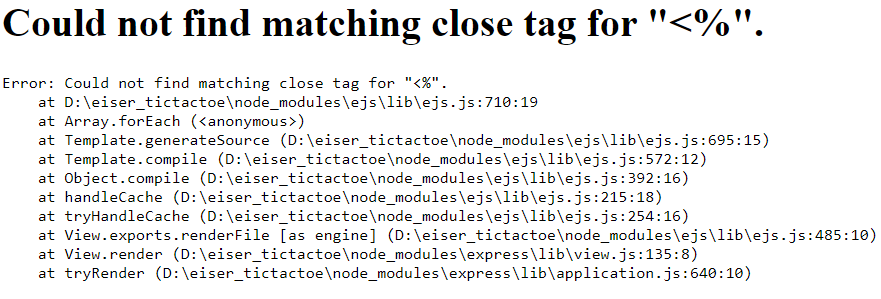 Could not find matching close tag for "<%".
Error: Could not find matching close tag for "<%".
at D:\eiser_tictactoe\node_modules\ejs\lib\ejs.js:710:19
at Array.forEach (<anonymous>)
at Template.generateSource (D:\eiser_tictactoe\node_modules\ejs\lib\ejs.js:695:15)
at Template.compile (D:\eiser_tictactoe\node_modules\ejs\lib\ejs.js:572:12)
at Object.compile (D:\eiser_tictactoe\node_modules\ejs\lib\ejs.js:392:16)
at handleCache (D:\eiser_tictactoe\node_modules\ejs\lib\ejs.js:215:18)
at tryHandleCache (D:\eiser_tictactoe\node_modules\ejs\lib\ejs.js:254:16)
at View.exports.renderFile [as engine] (D:\eiser_tictactoe\node_modules\ejs\lib\ejs.js:485:10)
at View.render (D:\eiser_tictactoe\node_modules\express\lib\view.js:135:8)
at tryRender (D:\eiser_tictactoe\node_modules\express\lib\application.js:640:10)